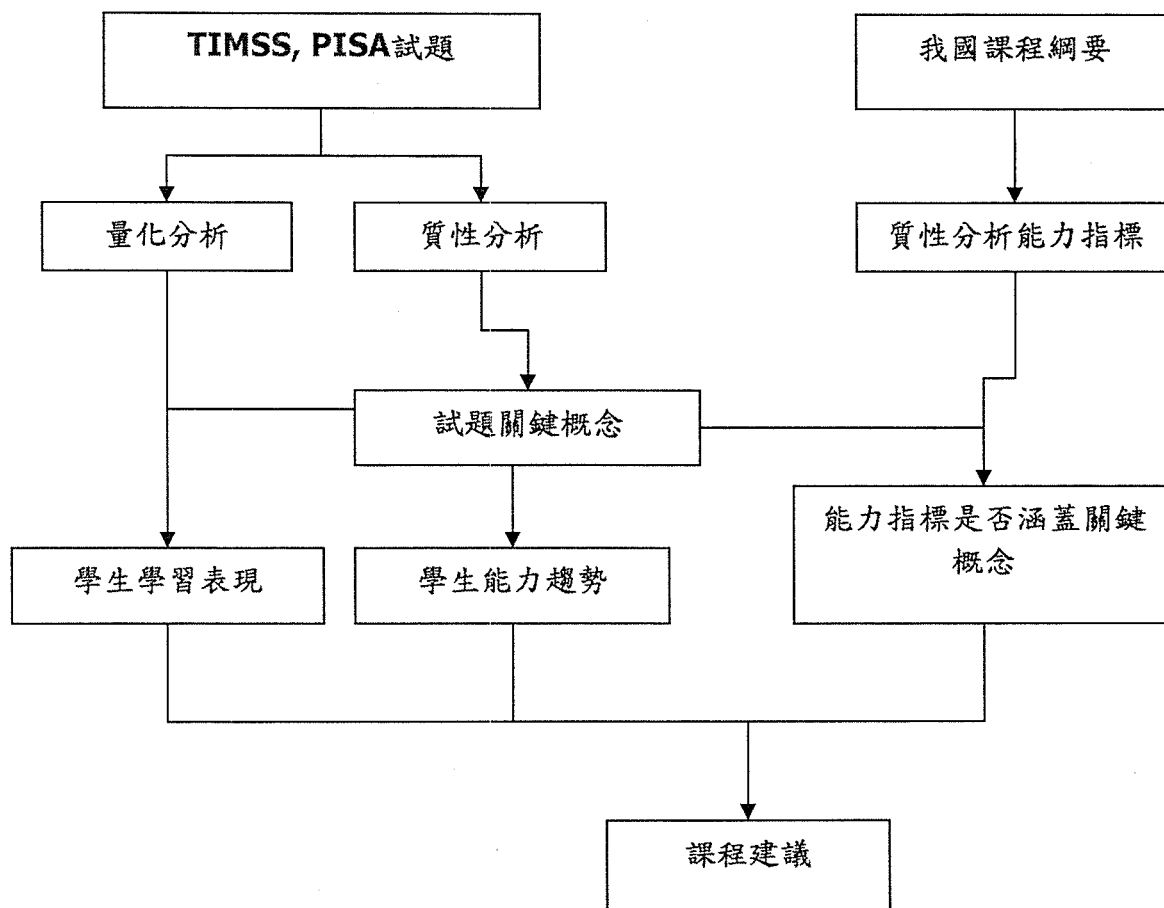 TIMSS, PISA試題
我國課程綱要
量化分析
質性分析
質性分析能力指標
試題關鍵概念
能力指標是否涵蓋關鍵
概念
學生學習表現
學生能力趨勢
課程建議